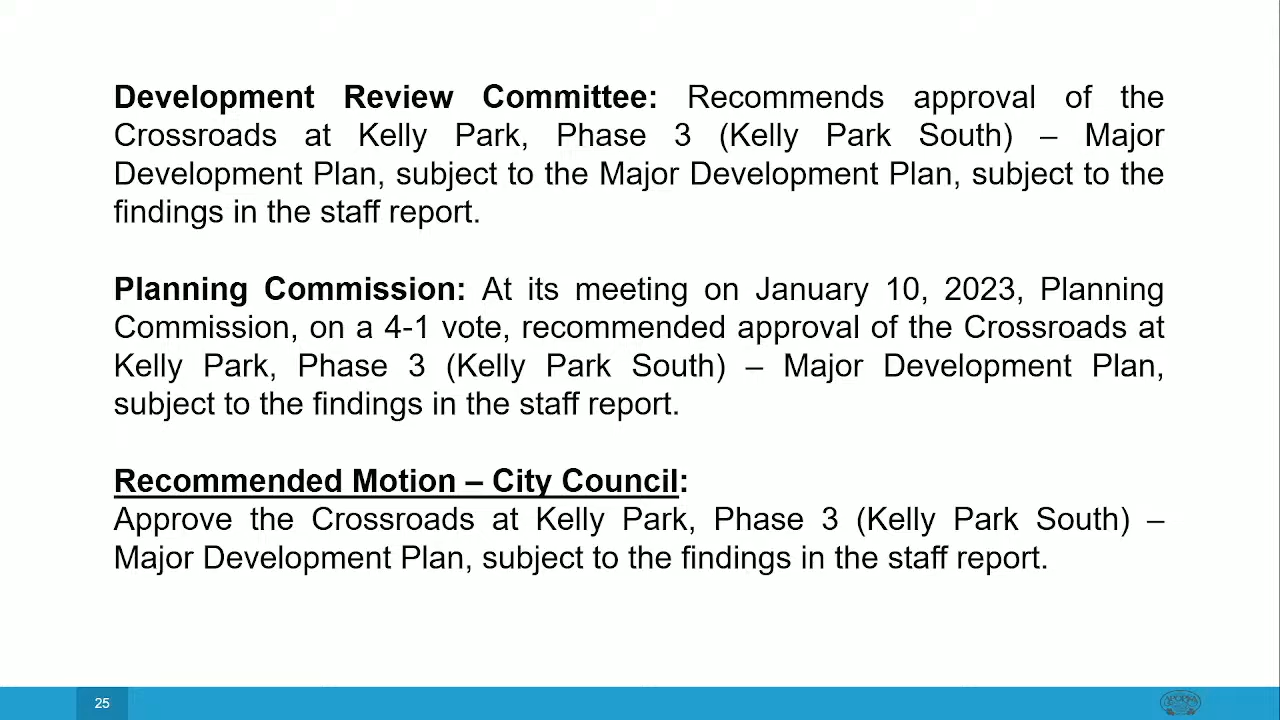 Development Review Committee: Recommends approval of the
Crossroads at Kelly Park, Phase 3 (Kelly Park South) – Major
Development Plan, subject to the Major Development Plan, subject to the
findings in the staff report.
Planning Commission: At its meeting on January 10, 2023, Planning
Commission, on a 4-1 vote, recommended approval of the Crossroads at
Kelly Park, Phase 3 (Kelly Park South) – Major Development Plan,
subject to the findings in the staff report.
Recommended Motion – City Council:
Approve the Crossroads at Kelly Park, Phase 3 (Kelly Park South) –
Major Development Plan, subject to the findings in the staff report.
25
APOPKA